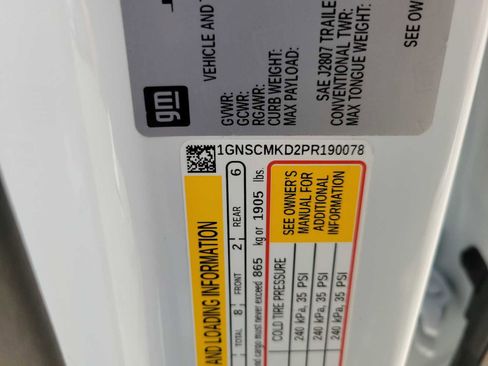 gm
VEHICLE AND
GVWR:
GCWR:
RGAWR:
CURB WEIGHT:
MAX PAYLOAD:
SAE J2807 TRAILE
CONVENTIONAL TWR:
MAX TONGUE WEIGHT:
SEE OW
1GNSCMKD2PR190078
AND LOADING INFORMATION
TOTAL 8 FRONT 2 REAR 6
and cargo must never exceed 865 kg or 1905 lbs.
COLD TIRE PRESSURE
240 kPa, 35 PSI
240 kPa, 35 PSI
240 kPa, 35 PSI
SEE OWNER'S
MANUAL FOR
ADDITIONAL
INFORMATION